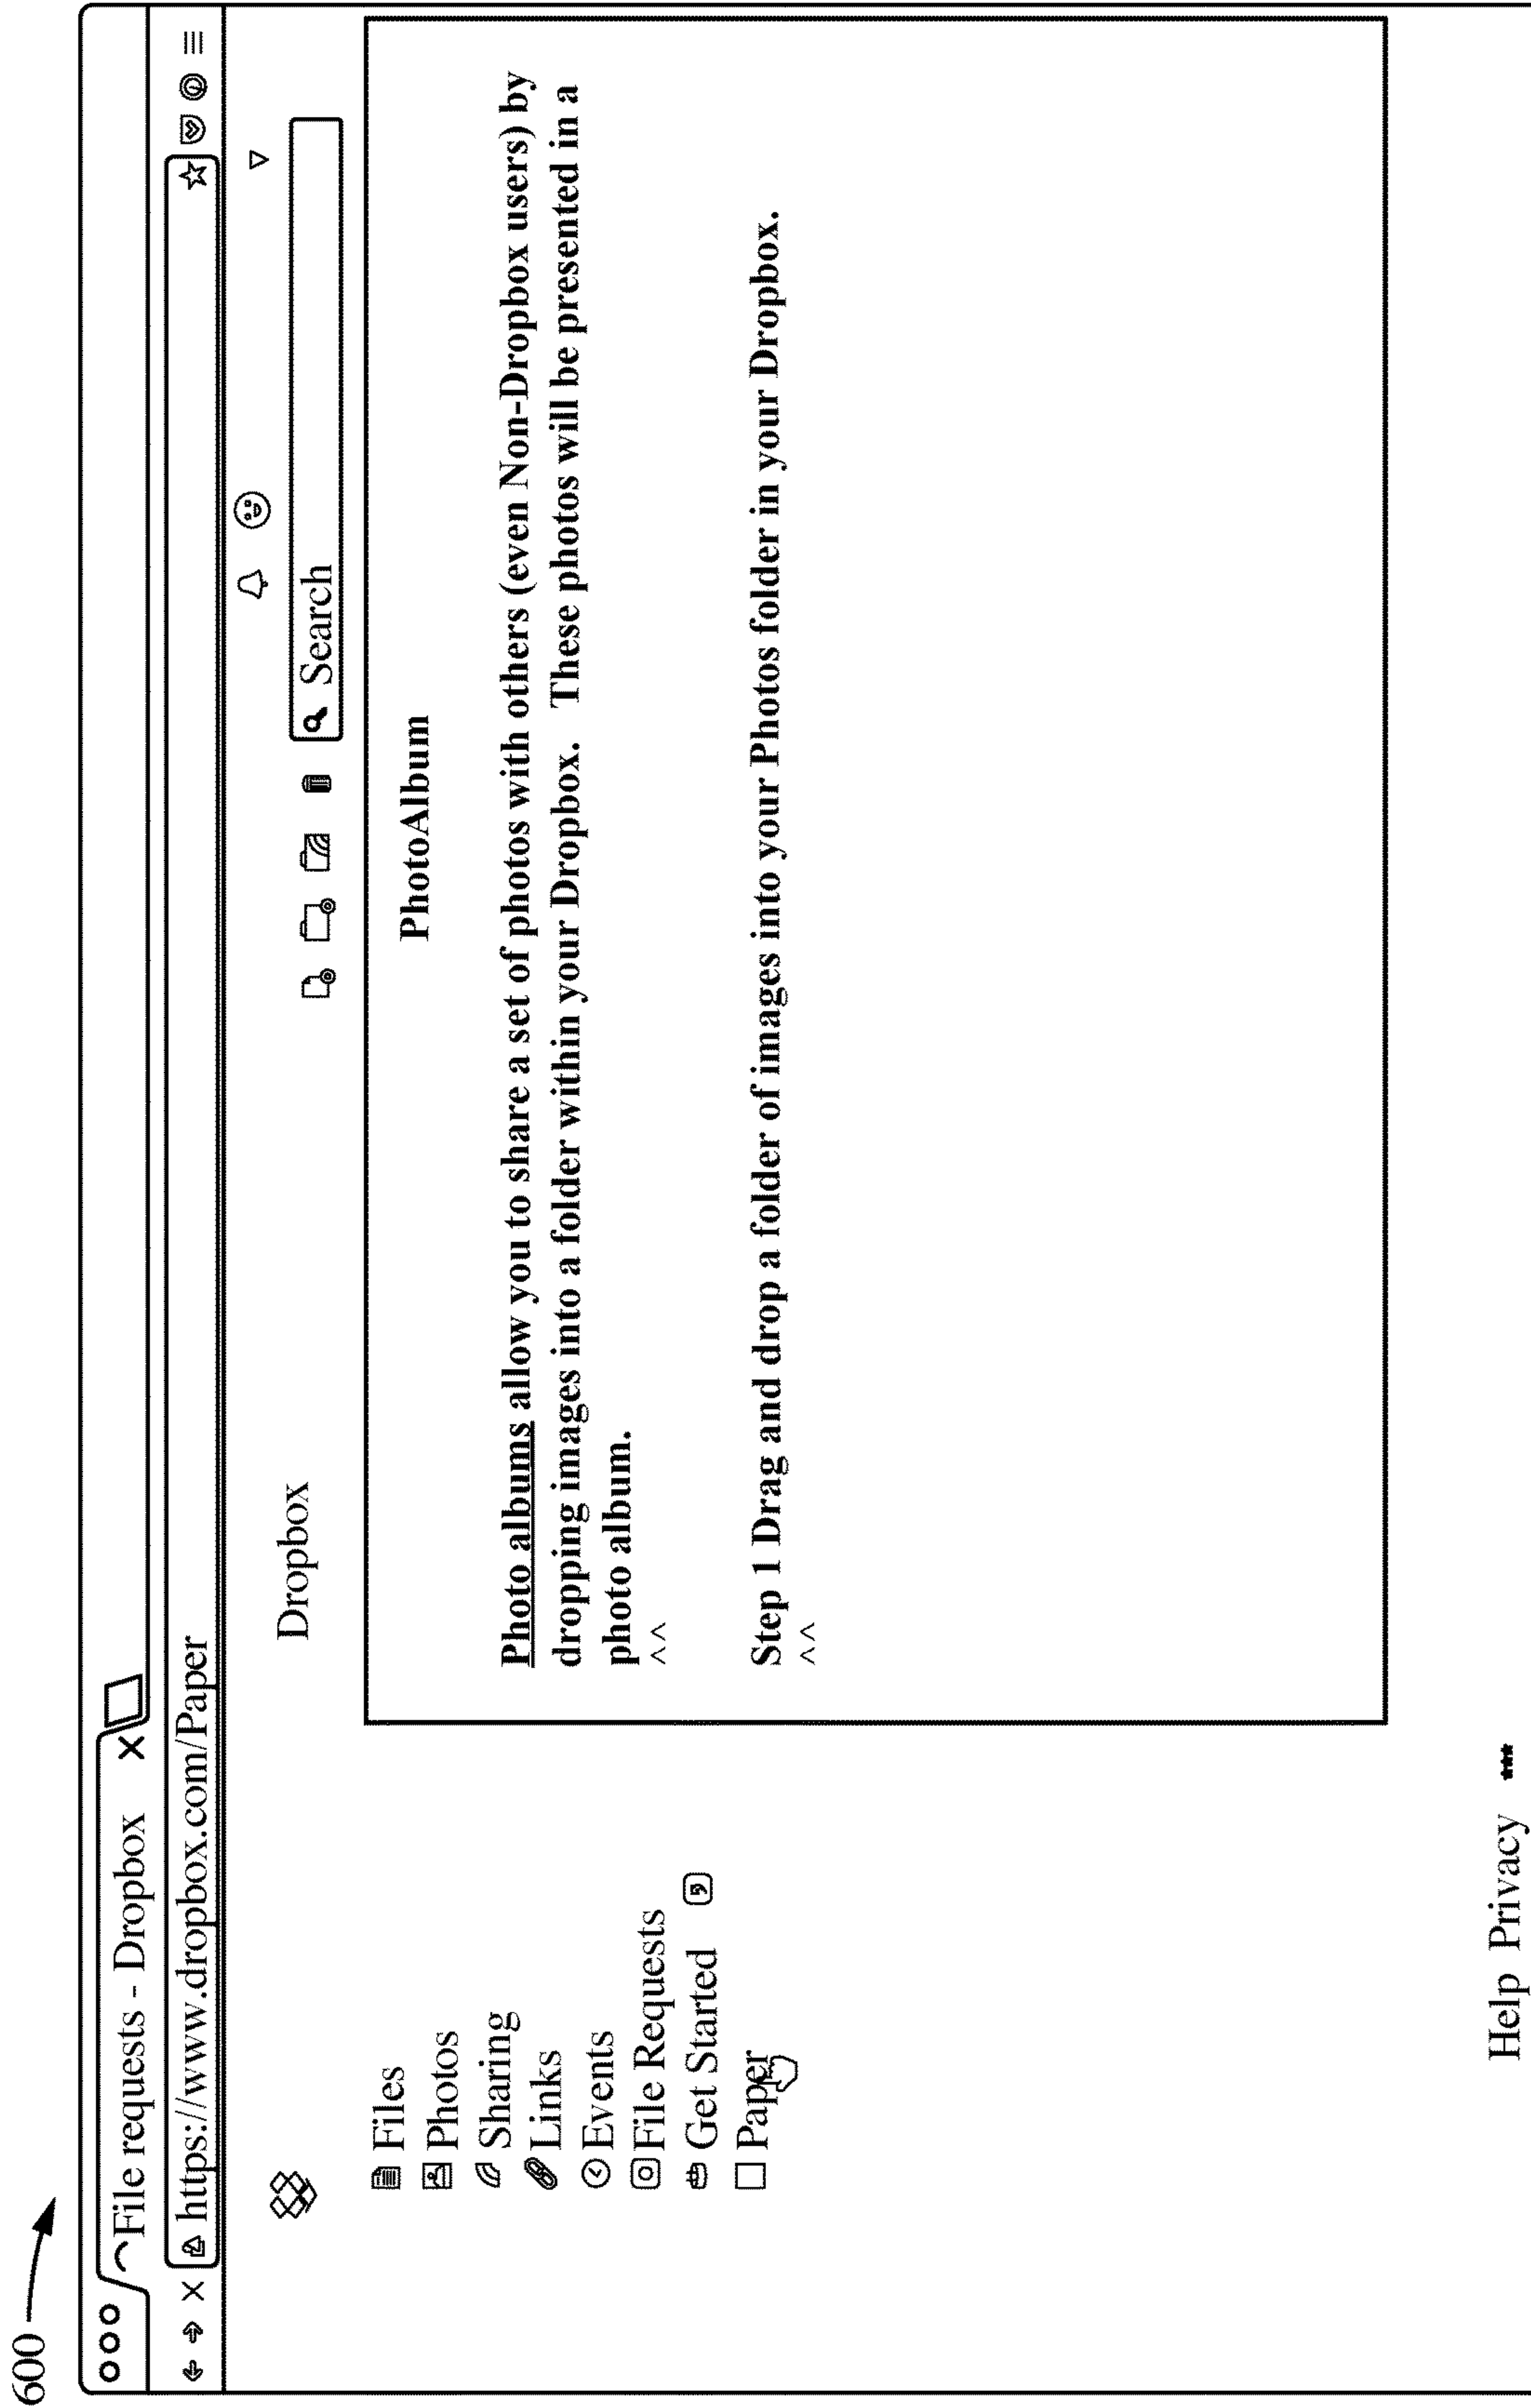 600
File requests - Dropbox X
https://www.dropbox.com/Paper
Dropbox
Search
Files
Photos
Sharing
Links
Events
File Requests
Get Started
Paper
PhotoAlbum
Photo albums allow you to share a set of photos with others (even Non-Dropbox users) by
dropping images into a folder within your Dropbox. These photos will be presented in a
photo album.
^^
Step 1 Drag and drop a folder of images into your Photos folder in your Dropbox.
^^
Help Privacy